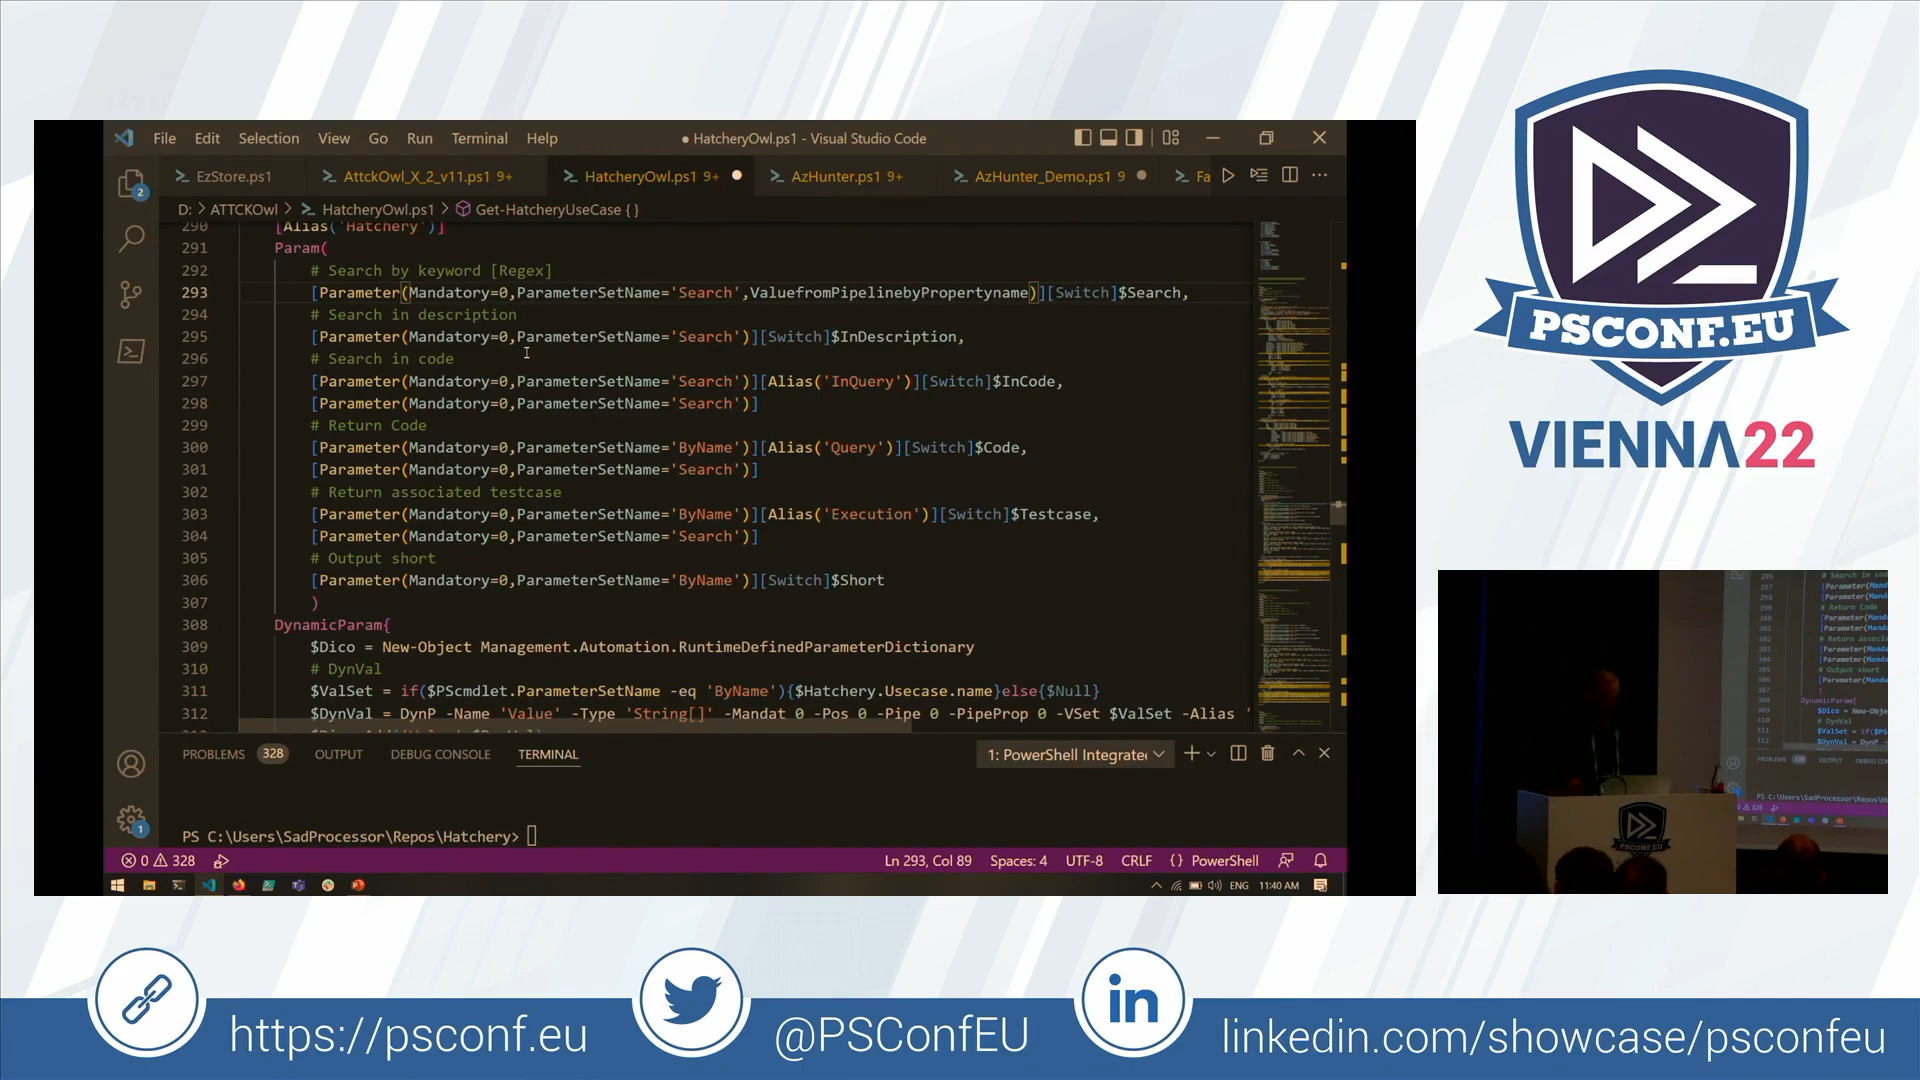 File Edit Selection View Go Run Terminal Help
● HatcheryOwl.ps1 - Visual Studio Code
EzStore.ps1
AttckOwl_X_2_v11.ps1 9+
HatcheryOwl.ps1 9+
AzHunter.ps1 9+
AzHunter_Demo.ps1 9
Fa
D: > ATTCKOwl > HatcheryOwl.ps1 > Get-HatcheryUseCase { }
290 [Alias('Hatchery')]
291 Param(
292 # Search by keyword [Regex]
293 [Parameter(Mandatory=0,ParameterSetName='Search',ValuefromPipelinebyPropertyname)][Switch]$Search,
294 # Search in description
295 [Parameter(Mandatory=0,ParameterSetName='Search')][Switch]$InDescription,
296 # Search in code
297 [Parameter(Mandatory=0,ParameterSetName='Search')][Alias('InQuery')][Switch]$InCode,
298 [Parameter(Mandatory=0,ParameterSetName='Search')]
299 # Return Code
300 [Parameter(Mandatory=0,ParameterSetName='ByName')][Alias('Query')][Switch]$Code,
301 [Parameter(Mandatory=0,ParameterSetName='Search')]
302 # Return associated testcase
303 [Parameter(Mandatory=0,ParameterSetName='ByName')][Alias('Execution')][Switch]$Testcase,
304 [Parameter(Mandatory=0,ParameterSetName='Search')]
305 # Output short
306 [Parameter(Mandatory=0,ParameterSetName='ByName')][Switch]$Short
307 )
308 DynamicParam{
309 $Dico = New-Object Management.Automation.RuntimeDefinedParameterDictionary
310 # DynVal
311 $ValSet = if($PScmdlet.ParameterSetName -eq 'ByName'){$Hatchery.Usecase.name}else{$Null}
312 $DynVal = DynP -Name 'Value' -Type 'String[]' -Mandat 0 -Pos 0 -Pipe 0 -PipeProp 0 -VSet $ValSet -Alias '
PROBLEMS 328 OUTPUT DEBUG CONSOLE TERMINAL
1: PowerShell Integrate
PS C:\Users\SadProcessor\Repos\Hatchery>
0 328
Ln 293, Col 89 Spaces: 4 UTF-8 CRLF { } PowerShell
ENG 11:40 AM
PSCONF.EU
VIENNA22
PSCONF.EU
https://psconf.eu
@PSConfEU
linkedin.com/showcase/psconfeu